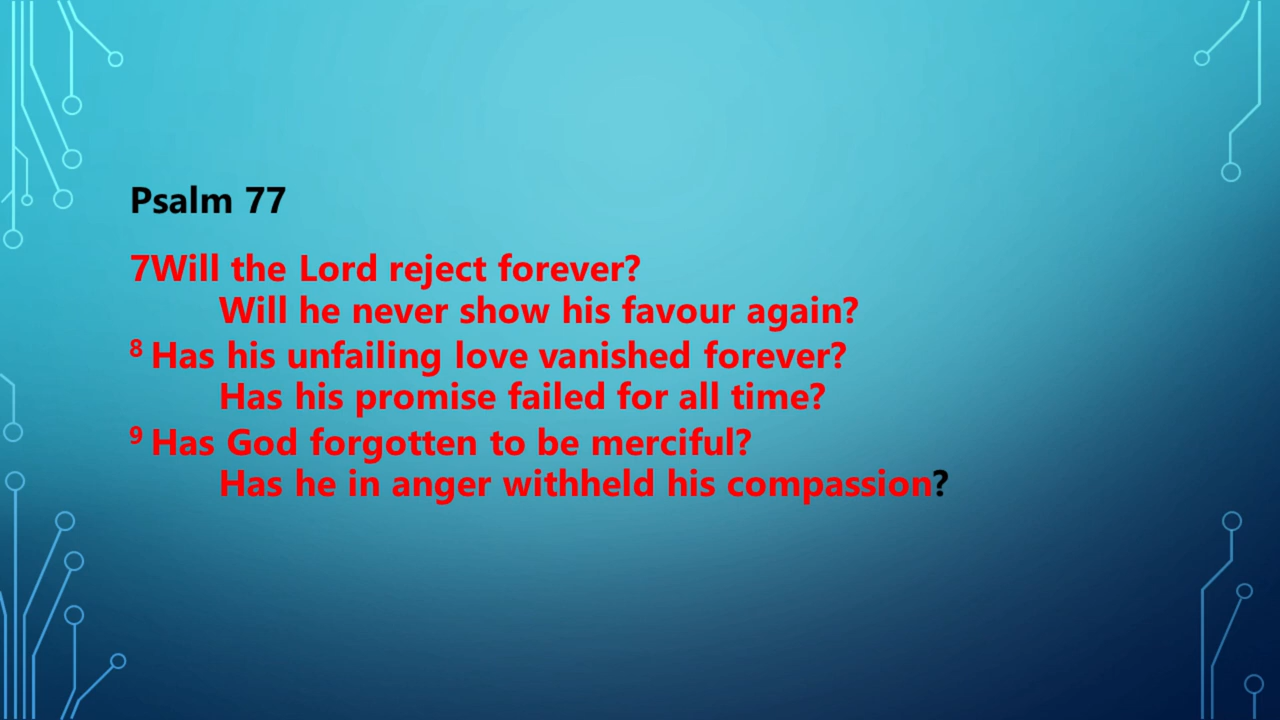 Psalm 77
7Will the Lord reject forever?
Will he never show his favour again?
8 Has his unfailing love vanished forever?
Has his promise failed for all time?
9 Has God forgotten to be merciful?
Has he in anger withheld his compassion?